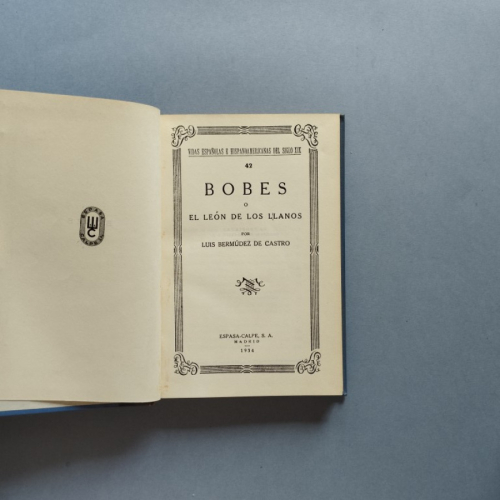 VIDAS ESPAÑOLAS E HISPANOAMERICANAS DEL SIGLO XIX
42
BOBES
O
EL LEÓN DE LOS LLANOS
POR
LUIS BERMÚDEZ DE CASTRO
ESPASA-CALPE, S. A.
MADRID
1934